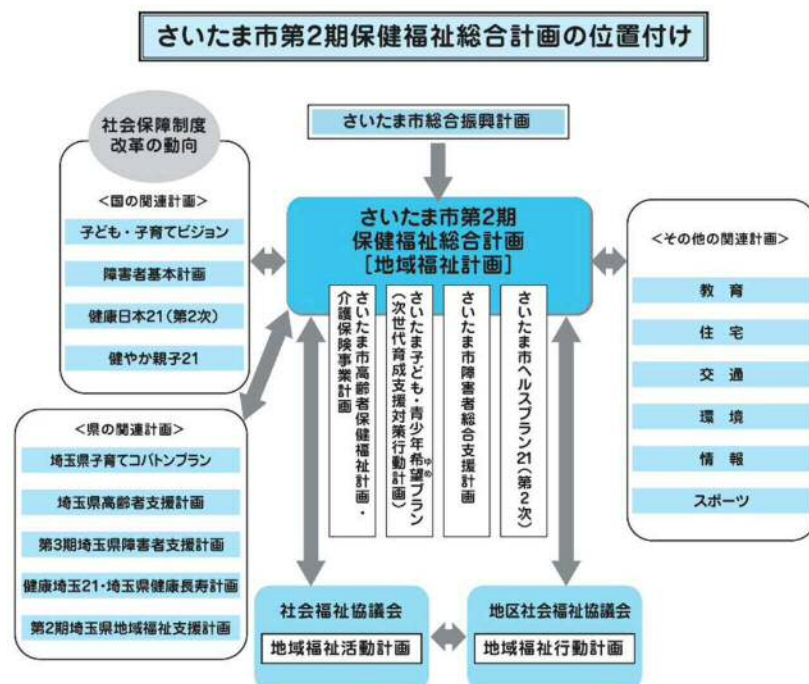 さいたま市第2期保健福祉総合計画の位置付け
社会保障制度
改革の動向
<国の関連計画>
子ども・子育てビジョン
障害者基本計画
健康日本21(第2次)
健やか親子21
<県の関連計画>
埼玉県子育てコバトンプラン
埼玉県高齢者支援計画
第3期埼玉県障害者支援計画
健康埼玉21・埼玉県健康長寿計画
第2期埼玉県地域福祉支援計画
さいたま市総合振興計画
さいたま市第2期
保健福祉総合計画
[地域福祉計画]
さいたま市高齢者保健福祉計画・
介護保険事業計画
さいたま子ども・青少年希望プラン
ゆめ
(次世代育成支援対策行動計画)
さいたま市障害者総合支援計画
さいたま市ヘルスプラン21(第2次)
<その他の関連計画>
教 育
住 宅
交 通
環 境
情 報
スポーツ
社会福祉協議会
地域福祉活動計画
地区社会福祉協議会
地域福祉行動計画